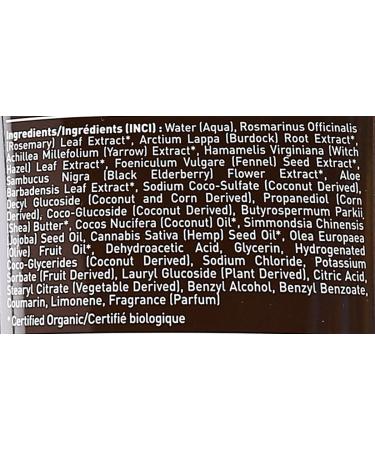 Ingredients/Ingrédients (INCI) : Water (Aqua), Rosmarinus Officinalis
(Rosemary) Leaf Extract*, Arctium Lappa (Burdock) Root Extract*,
Achillea Millefolium (Yarrow) Extract*, Hamamelis Virginiana (Witch
Hazel) Leaf Extract*, Foeniculum Vulgare (Fennel) Seed Extract*,
Sambucus Nigra (Black Elderberry) Flower Extract*, Aloe
Barbadensis Leaf Extract*, Sodium Coco-Sulfate (Coconut Derived),
Decyl Glucoside (Coconut and Corn Derived), Propanediol (Corn
Derived), Coco-Glucoside (Coconut Derived), Butyrospermum Parkii
(Shea) Butter*, Cocos Nucifera (Coconut) Oil*, Simmondsia Chinensis
(Jojoba) Seed Oil, Cannabis Sativa (Hemp) Seed Oil*, Olea Europaea
(Olive) Fruit Oil*, Dehydroacetic Acid, Glycerin, Hydrogenated
Coco-Glycerides (Coconut Derived), Sodium Chloride, Potassium
Sorbate (Fruit Derived), Lauryl Glucoside (Plant Derived), Citric Acid,
Stearyl Citrate (Vegetable Derived), Benzyl Alcohol, Benzyl Benzoate,
Coumarin, Limonene, Fragrance (Parfum)
*Certified Organic/Certifié biologique